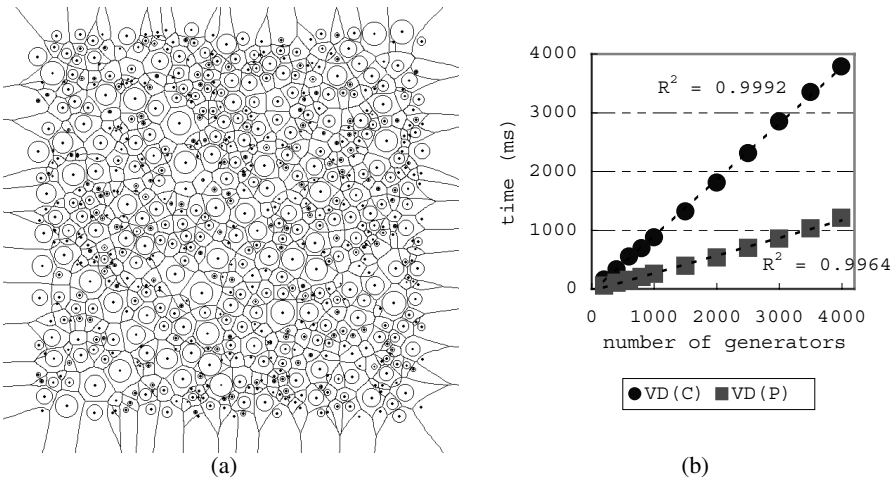 4000
R² = 0.9992
3000
time (ms)
2000
1000
R² = 0.9964
0
0 1000 2000 3000 4000
number of generators
VD(C) VD(P)
(a) (b)